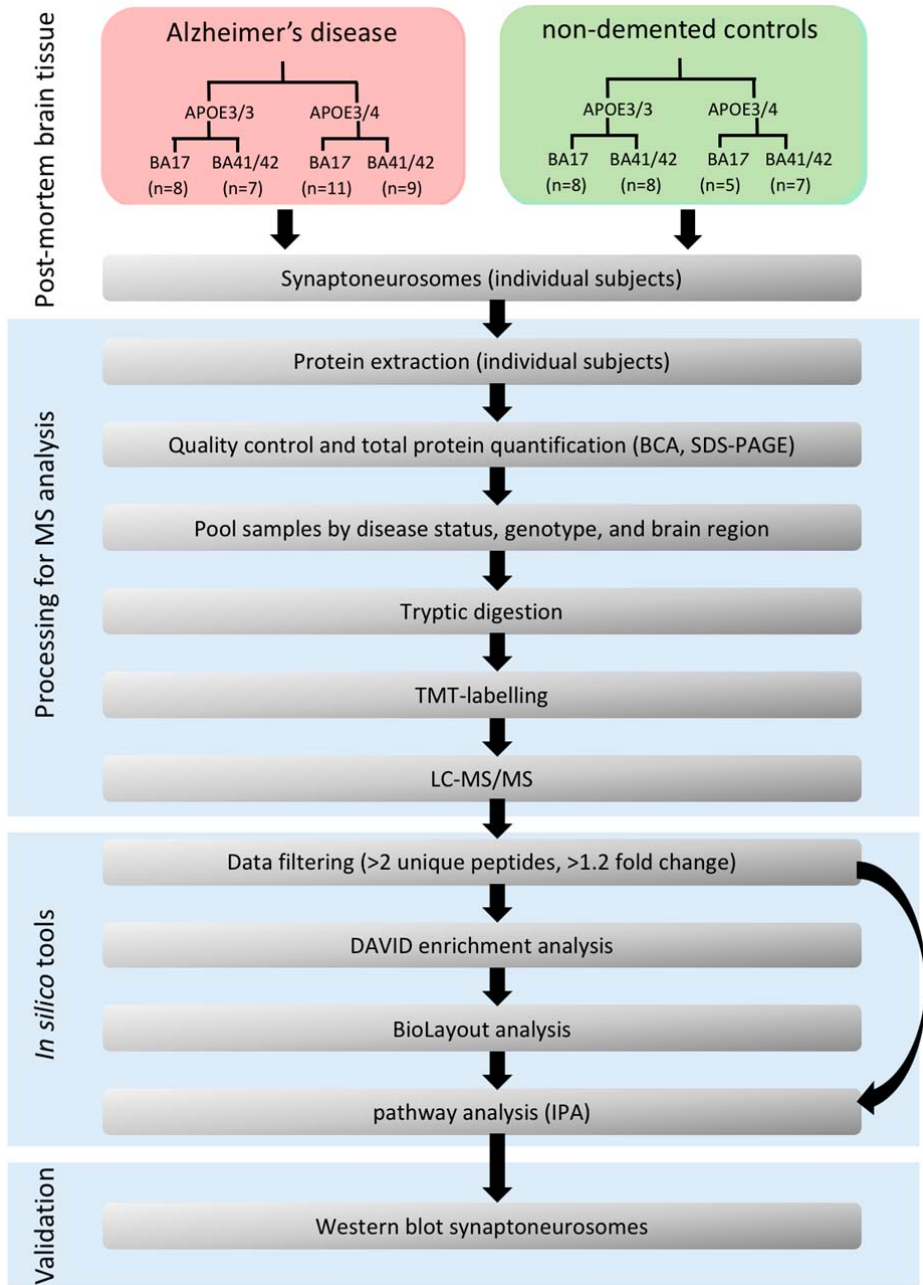 Post-mortem brain tissue
Alzheimer's disease
APOE3/3 APOE3/4
BA17 BA41/42 BA17 BA41/42
(n=8) (n=7) (n=11) (n=9)
non-demented controls
APOE3/3 APOE3/4
BA17 BA41/42 BA17 BA41/42
(n=8) (n=8) (n=5) (n=7)
Synaptoneurosomes (individual subjects)
Processing for MS analysis
Protein extraction (individual subjects)
Quality control and total protein quantification (BCA, SDS-PAGE)
Pool samples by disease status, genotype, and brain region
Tryptic digestion
TMT-labelling
LC-MS/MS
In silico tools
Data filtering (>2 unique peptides, >1.2 fold change)
DAVID enrichment analysis
BioLayout analysis
pathway analysis (IPA)
Validation
Western blot synaptoneurosomes